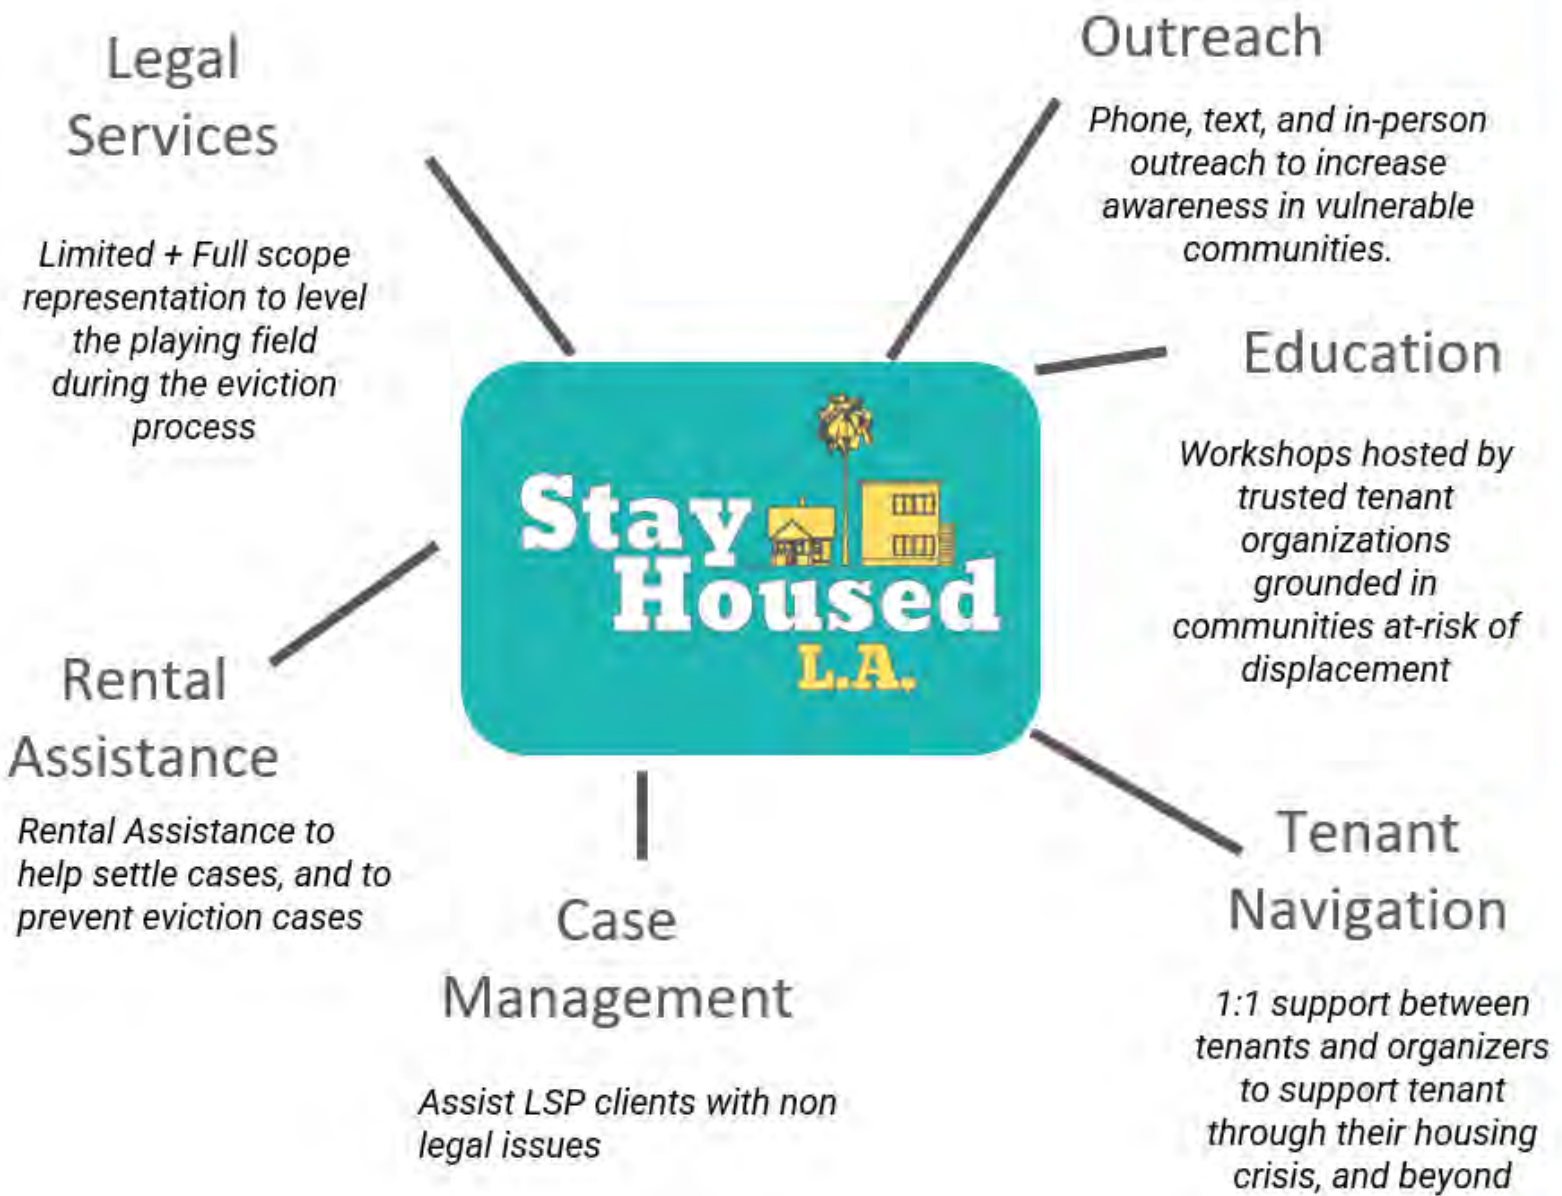 Legal
Services
Limited + Full scope
representation to level
the playing field
during the eviction
process
Outreach
Phone, text, and in-person
outreach to increase
awareness in vulnerable
communities.
Education
Workshops hosted by
trusted tenant
organizations
grounded in
communities at-risk of
displacement
Stay
Housed
L.A.
Rental
Assistance
Rental Assistance to
help settle cases, and to
prevent eviction cases
Case
Management
Assist LSP clients with non
legal issues
Tenant
Navigation
1:1 support between
tenants and organizers
to support tenant
through their housing
crisis, and beyond